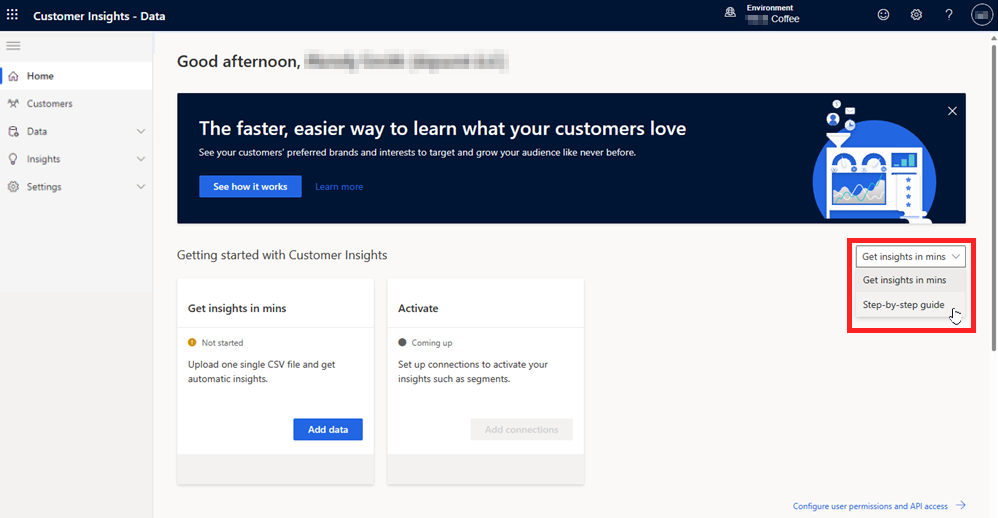 Customer Insights - Data
Environment
Coffee
Good afternoon,
Home
Customers
Data
Insights
Settings
The faster, easier way to learn what your customers love
See your customers' preferred brands and interests to target and grow your audience like never before.
See how it works
Learn more
Getting started with Customer Insights
Get insights in mins
Get insights in mins
Step-by-step guide
Get insights in mins
Not started
Upload one single CSV file and get
automatic insights.
Add data
Activate
Coming up
Set up connections to activate your
insights such as segments.
Add connections
Configure user permissions and API access